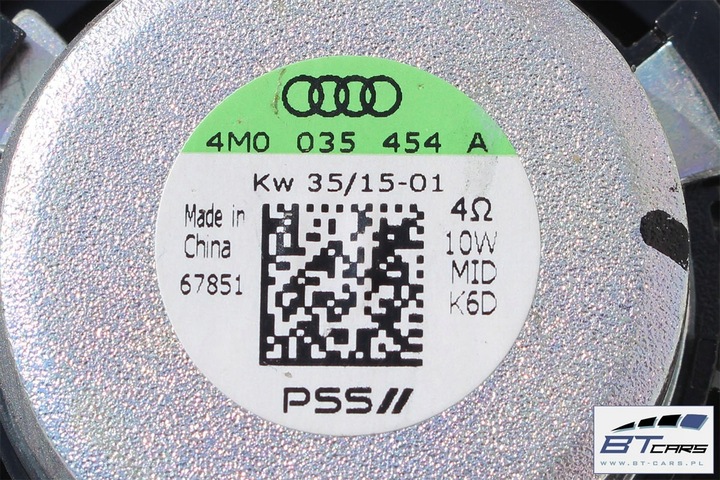 4M0 035 454 A
Kw 35/15-01
Made in
China
67851
4Ω
10W
MID
K6D
PSS//
BT CARS
WWW.BT-CARS.PL